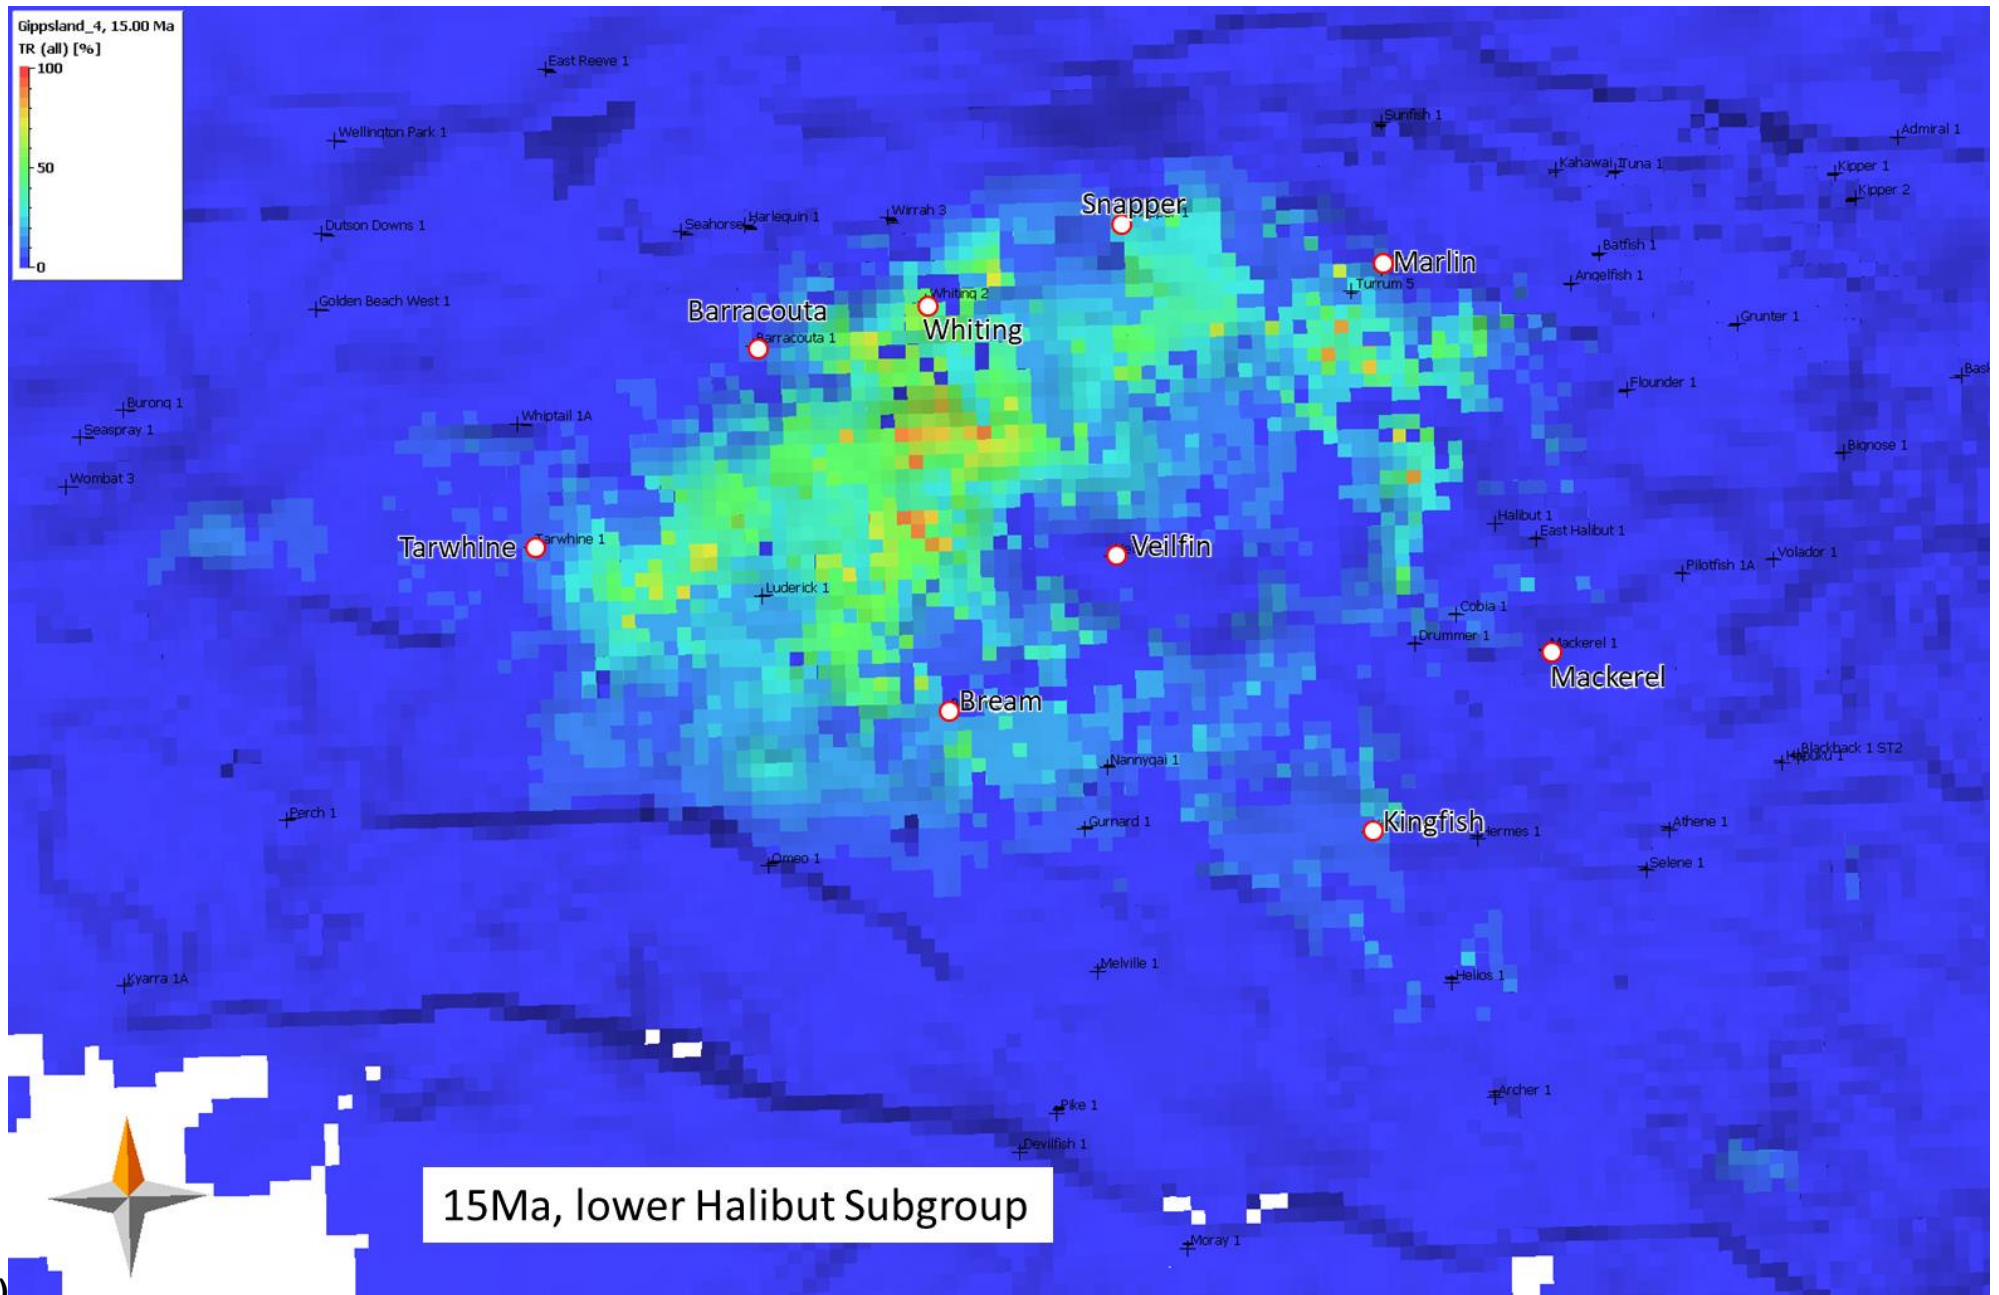 Gippsland_4, 15.00 Ma
TR (all) [%]
100
50
0
East Reeve 1
Wellington Park 1
Sunfish 1
Admiral 1
Kahawai 1
Tuna 1
Kipper 1
Kipper 2
Snapper
Dutson Downs 1
Seahorse
Harlequin 1
Wirrah 3
Batfish 1
Marlin
Turrum 5
Angelfish 1
Golden Beach West 1
Whiting 2
Barracouta
Whiting
Grunter 1
Barracouta 1
Flounder 1
Burong 1
Whiptail 1A
Seaspray 1
Bignose 1
Wombat 3
Halibut 1
East Halibut 1
Tarwhine
Tarwhine 1
Veilfin
Volador 1
Pilotfish 1A
Luderick 1
Cobia 1
Drummer 1
Mackerel 1
Mackerel
Bream
Blackback 1 ST2
Nannygai 1
Perch 1
Gurnard 1
Kingfish
Hermes 1
Athene 1
Omeo 1
Selene 1
Melville 1
Helios 1
Kyarra 1A
Archer 1
Pike 1
Devilfish 1
15Ma, lower Halibut Subgroup
Moray 1
)